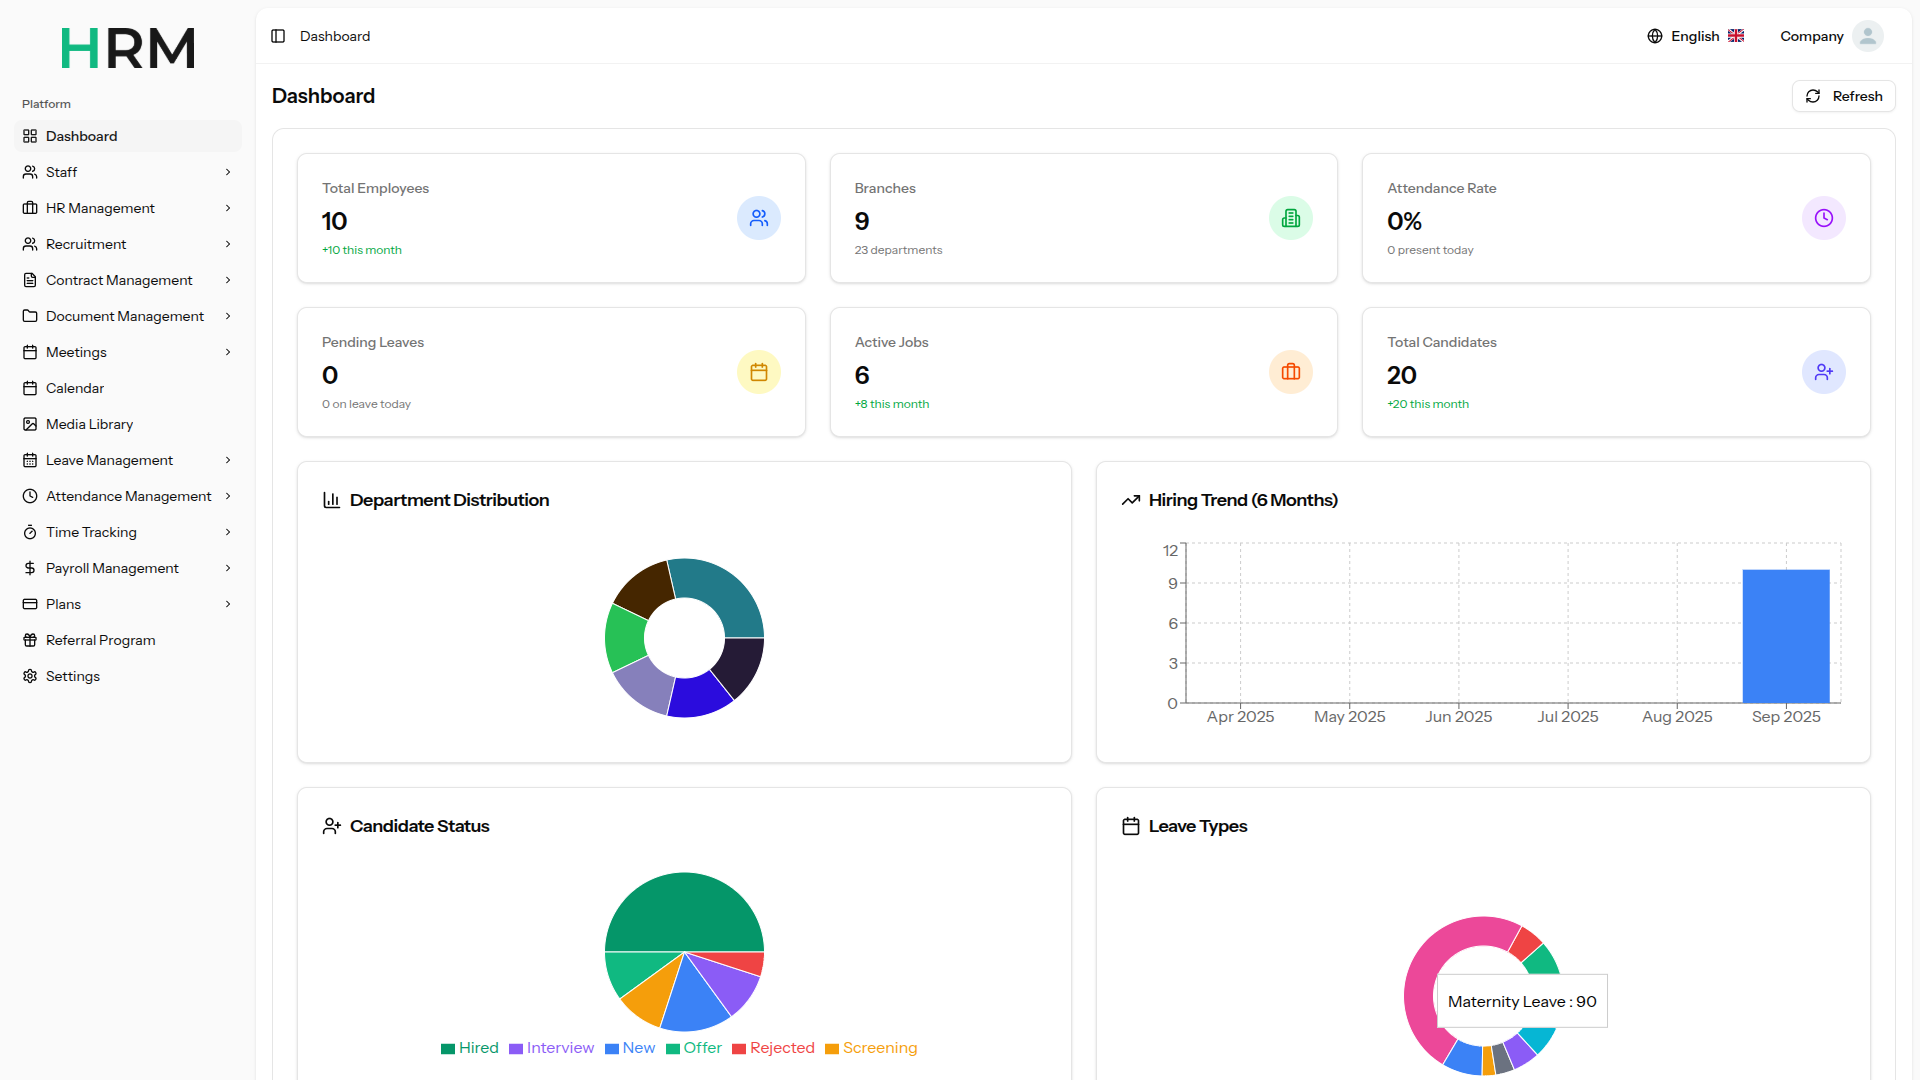 HRM
Platform
Dashboard
Staff
HR Management
Recruitment
Contract Management
Document Management
Meetings
Calendar
Media Library
Leave Management
Attendance Management
Time Tracking
Payroll Management
Plans
Referral Program
Settings
Dashboard
English
Company
Dashboard
Refresh
Total Employees
10
+10 this month
Branches
9
23 departments
Attendance Rate
0%
0 present today
Pending Leaves
0
0 on leave today
Active Jobs
6
+8 this month
Total Candidates
20
+20 this month
Department Distribution
Hiring Trend (6 Months)
12
9
6
3
0
Apr 2025 May 2025 Jun 2025 Jul 2025 Aug 2025 Sep 2025
Candidate Status
Hired Interview New Offer Rejected Screening
Leave Types
Maternity Leave : 90